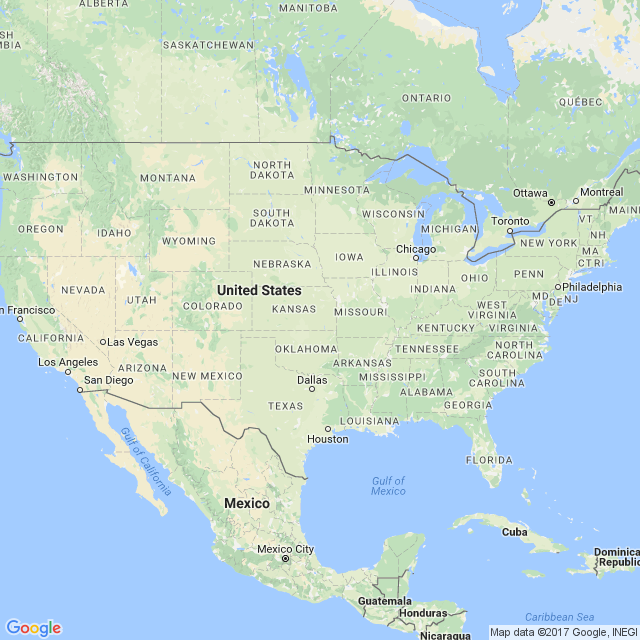 ALBERTA
MANITOBA
SH
MBIA
SASKATCHEWAN
ONTARIO
QUÉBEC
WASHINGTON
MONTANA
NORTH
DAKOTA
MINNESOTA
Ottawa
Montreal
MAINE
OREGON
IDAHO
SOUTH
DAKOTA
WISCONSIN
MICHIGAN
Toronto
VT
NH
WYOMING
NEW YORK
MA
Chicago
IOWA
NEBRASKA
ILLINOIS
INDIANA
OHIO
PENN
CT
RI
NEVADA
UTAH
United States
COLORADO
KANSAS
MISSOURI
WEST
VIRGINIA
MD
DE
NJ
Philadelphia
n Francisco
CALIFORNIA
Las Vegas
KENTUCKY
VIRGINIA
OKLAHOMA
TENNESSEE
NORTH
CAROLINA
Los Angeles
ARIZONA
NEW MEXICO
ARKANSAS
MISSISSIPPI
SOUTH
CAROLINA
San Diego
Dallas
TEXAS
ALABAMA
GEORGIA
LOUISIANA
Houston
Gulf of California
FLORIDA
Gulf of
Mexico
Mexico
Cuba
Mexico City
Dominica
Republi
Guatemala
Honduras
Caribbean Sea
Nicaragua
Google
Map data ©2017 Google, INEGI